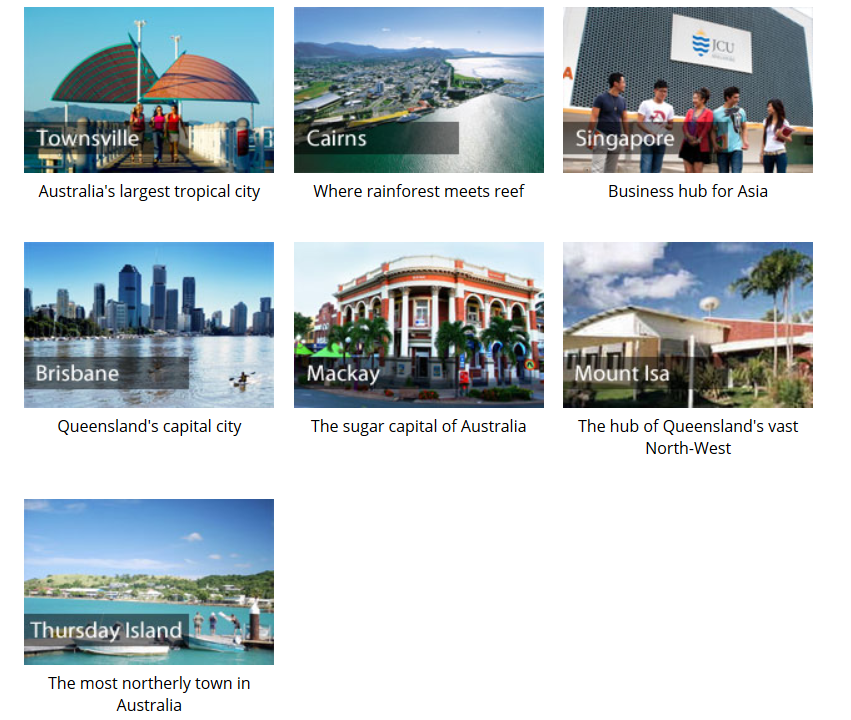 Townsville
Australia's largest tropical city
Cairns
Where rainforest meets reef
JCU
Singapore
Business hub for Asia
Brisbane
Queensland's capital city
Mackay
The sugar capital of Australia
Mount Isa
The hub of Queensland's vast
North-West
Thursday Island
The most northerly town in
Australia